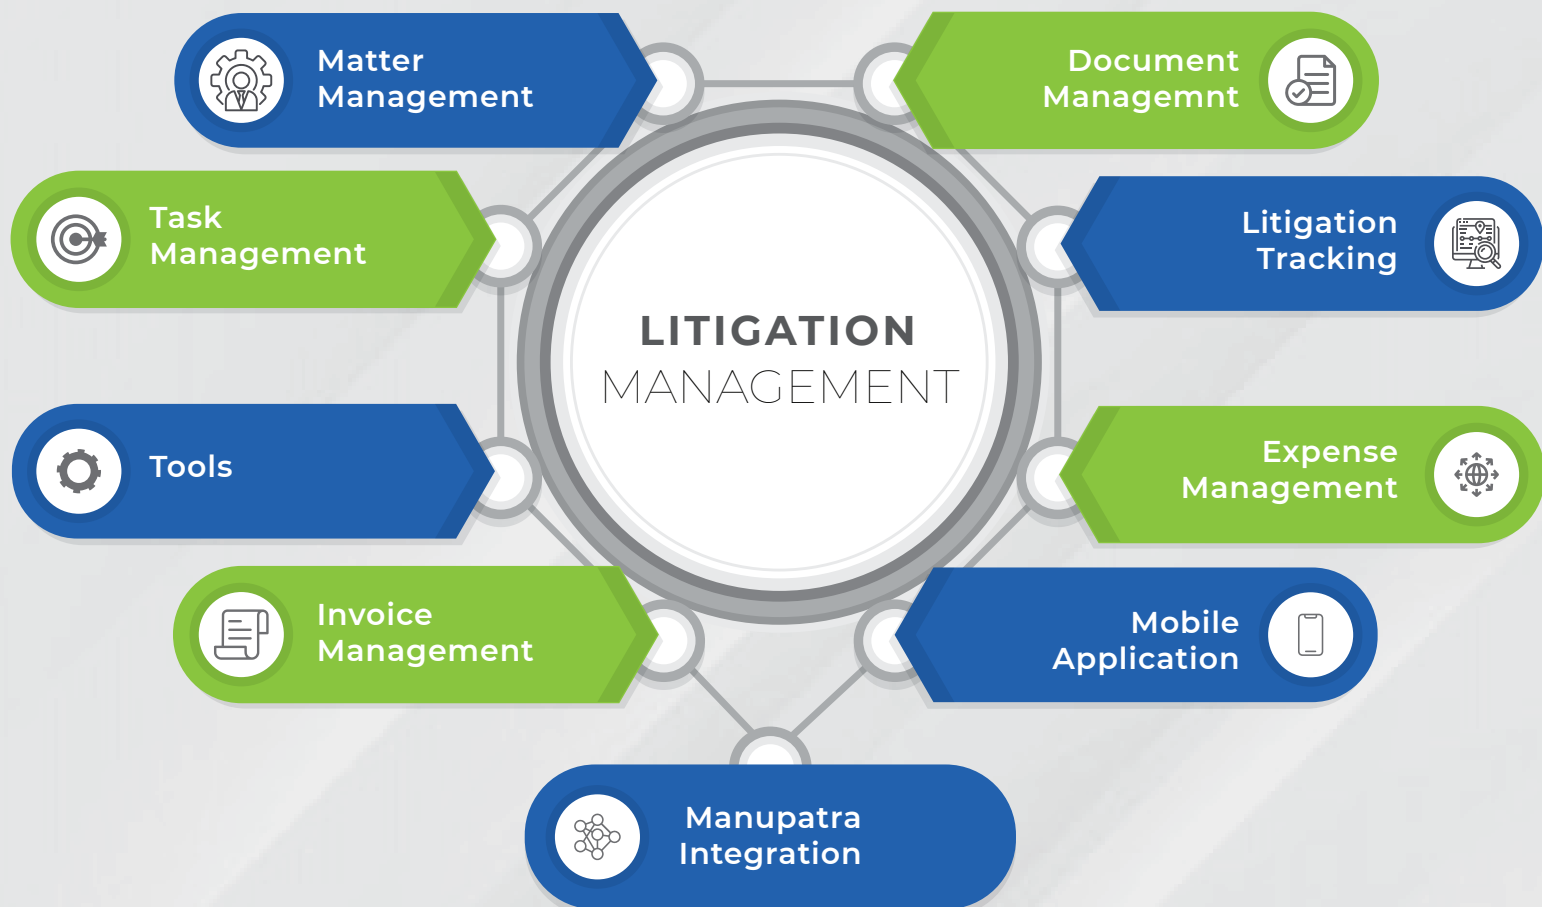 Matter
Management
Document
Managemnt
Task
Management
Litigation
Tracking
LITIGATION
MANAGEMENT
Tools
Expense
Management
Invoice
Management
Mobile
Application
Manupatra
Integration